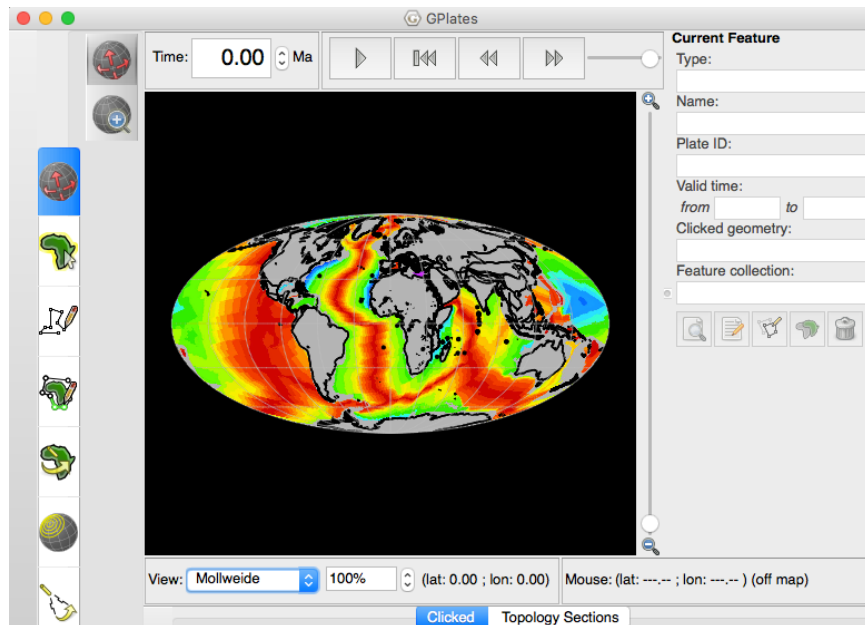 GPlates
Time: 0.00 Ma
Current Feature
Type:
Name:
Plate ID:
Valid time:
from to
Clicked geometry:
Feature collection:
View: Mollweide 100% (lat: 0.00 ; lon: 0.00) Mouse: (lat: ---.-- ; lon: ---.-- ) (off map)
Clicked Topology Sections